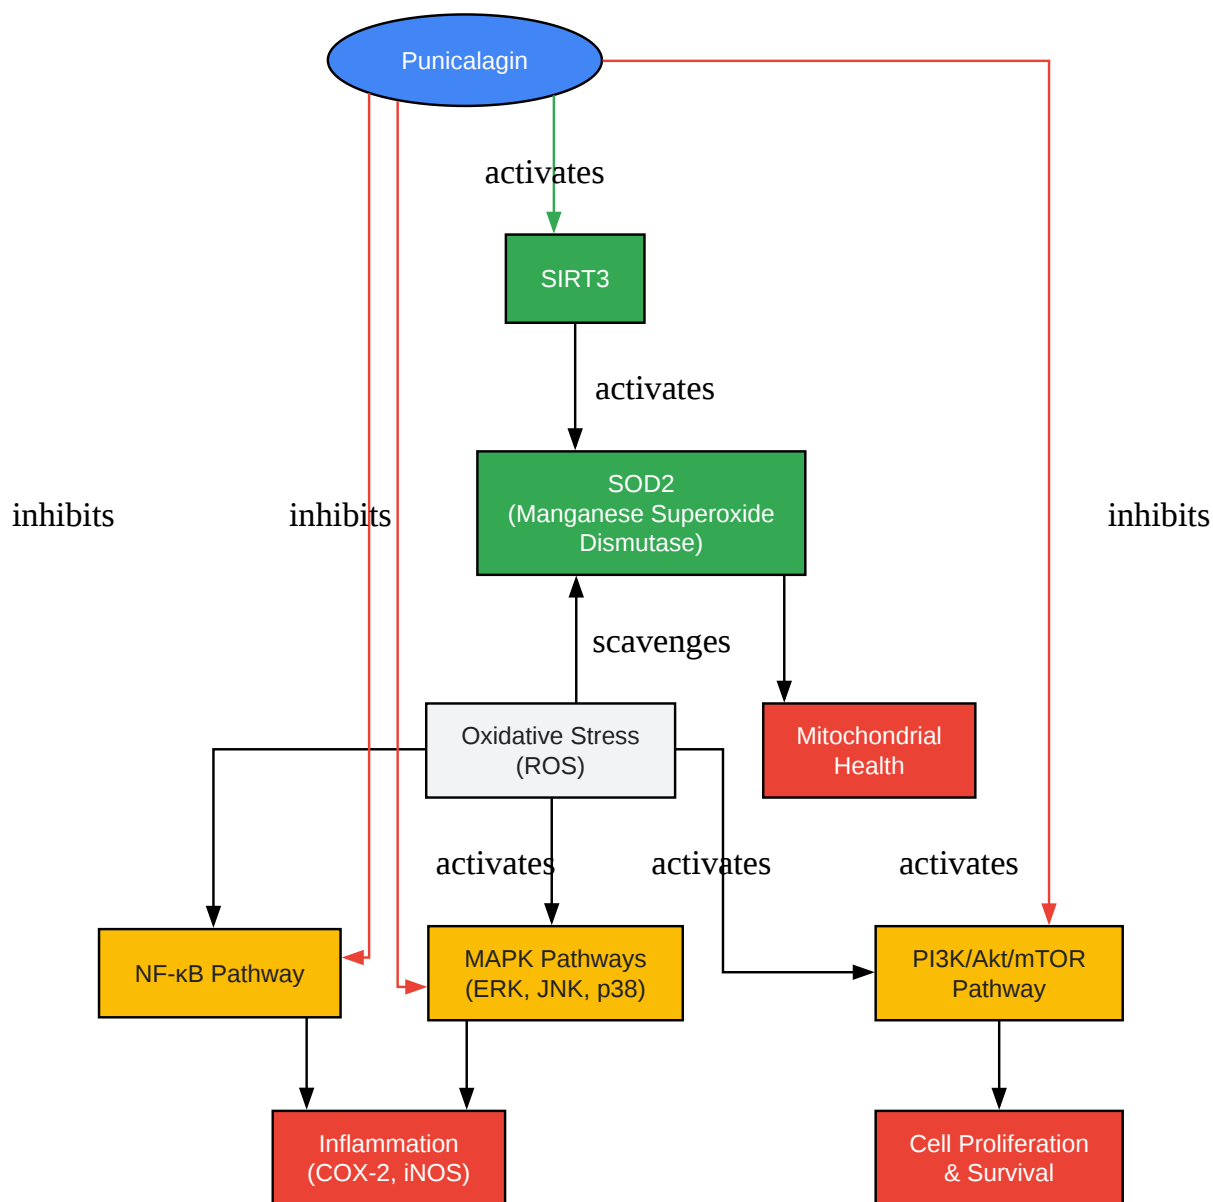 Punicalagin
activates
SIRT3
activates
SOD2
(Manganese Superoxide
Dismutase)
inhibits
inhibits
inhibits
scavenges
Oxidative Stress
(ROS)
Mitochondrial
Health
activates
activates
activates
NF-κB Pathway
MAPK Pathways
(ERK, JNK, p38)
PI3K/Akt/mTOR
Pathway
Inflammation
(COX-2, iNOS)
Cell Proliferation
& Survival